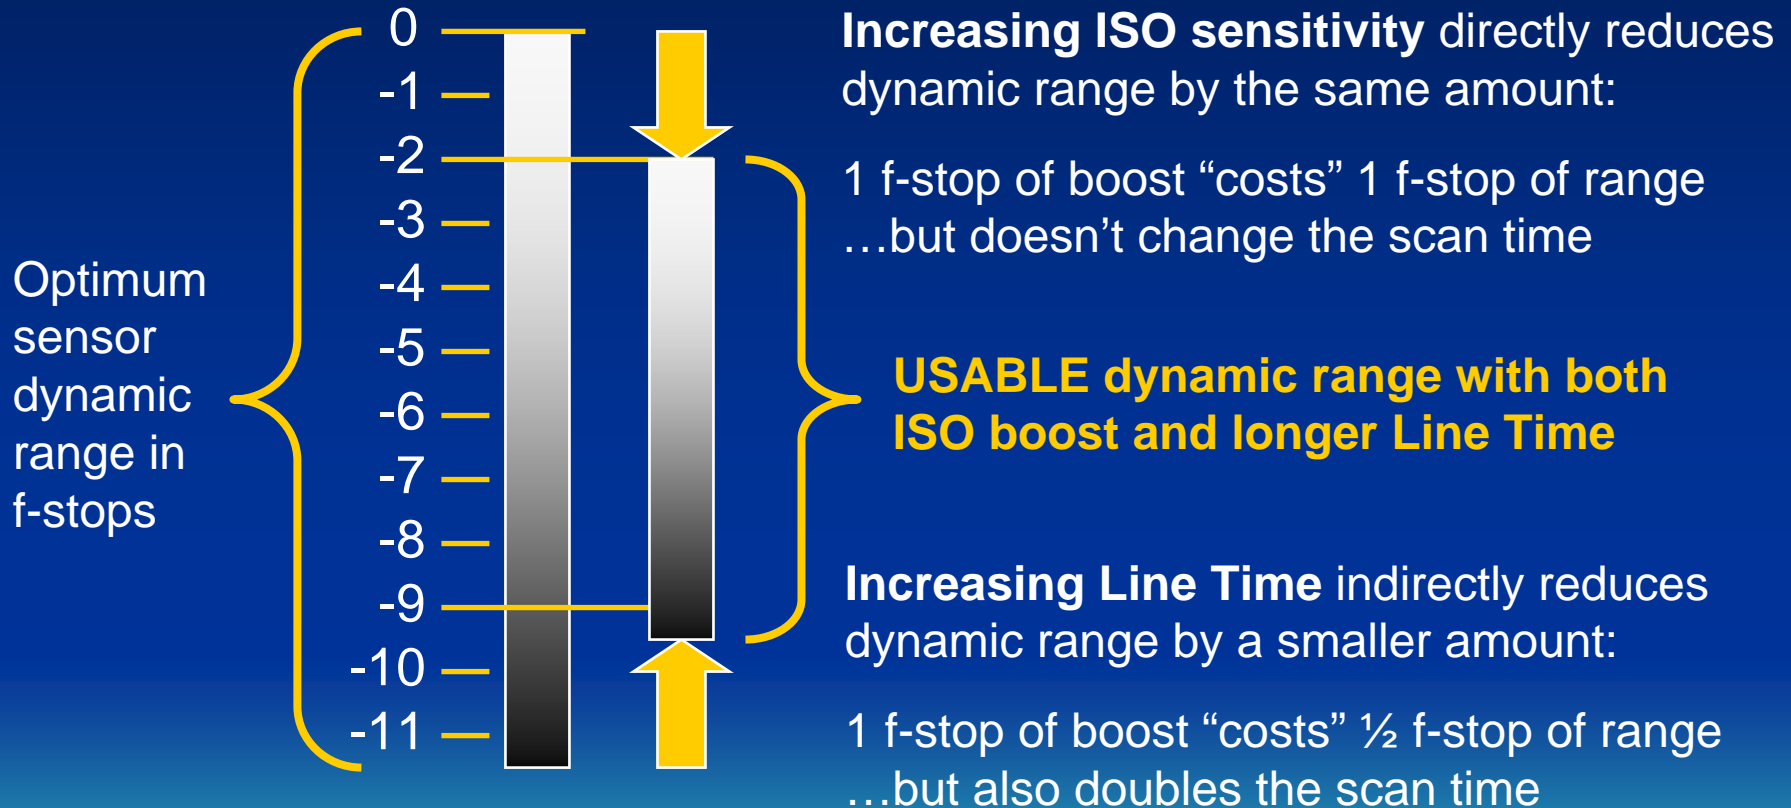 Optimum
sensor
dynamic
range in
f-stops
0
-1
-2
-3
-4
-5
-6
-7
-8
-9
-10
-11
Increasing ISO sensitivity directly reduces
dynamic range by the same amount:
1 f-stop of boost “costs” 1 f-stop of range
…but doesn’t change the scan time
USABLE dynamic range with both
ISO boost and longer Line Time
Increasing Line Time indirectly reduces
dynamic range by a smaller amount:
1 f-stop of boost “costs” ½ f-stop of range
…but also doubles the scan time